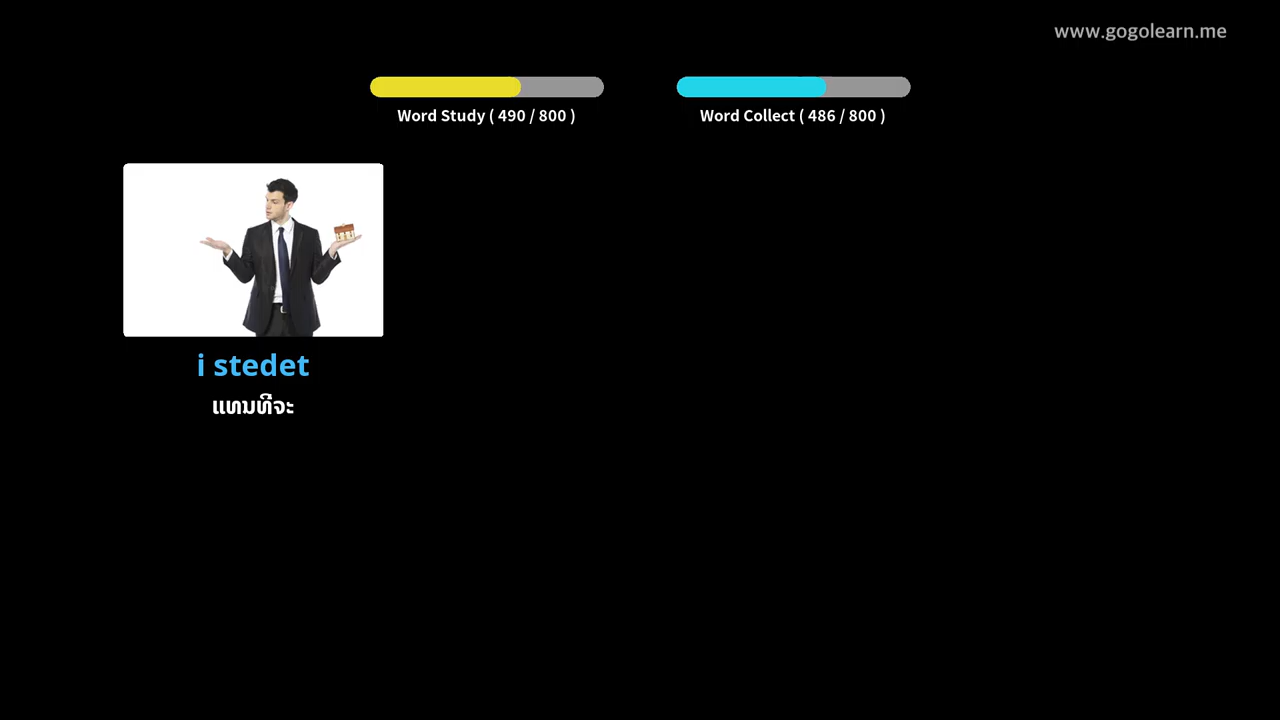 www.gogolearn.me
Word Study ( 490 / 800 )
Word Collect ( 486 / 800 )
i stedet
ແທນທີ່ຈະ